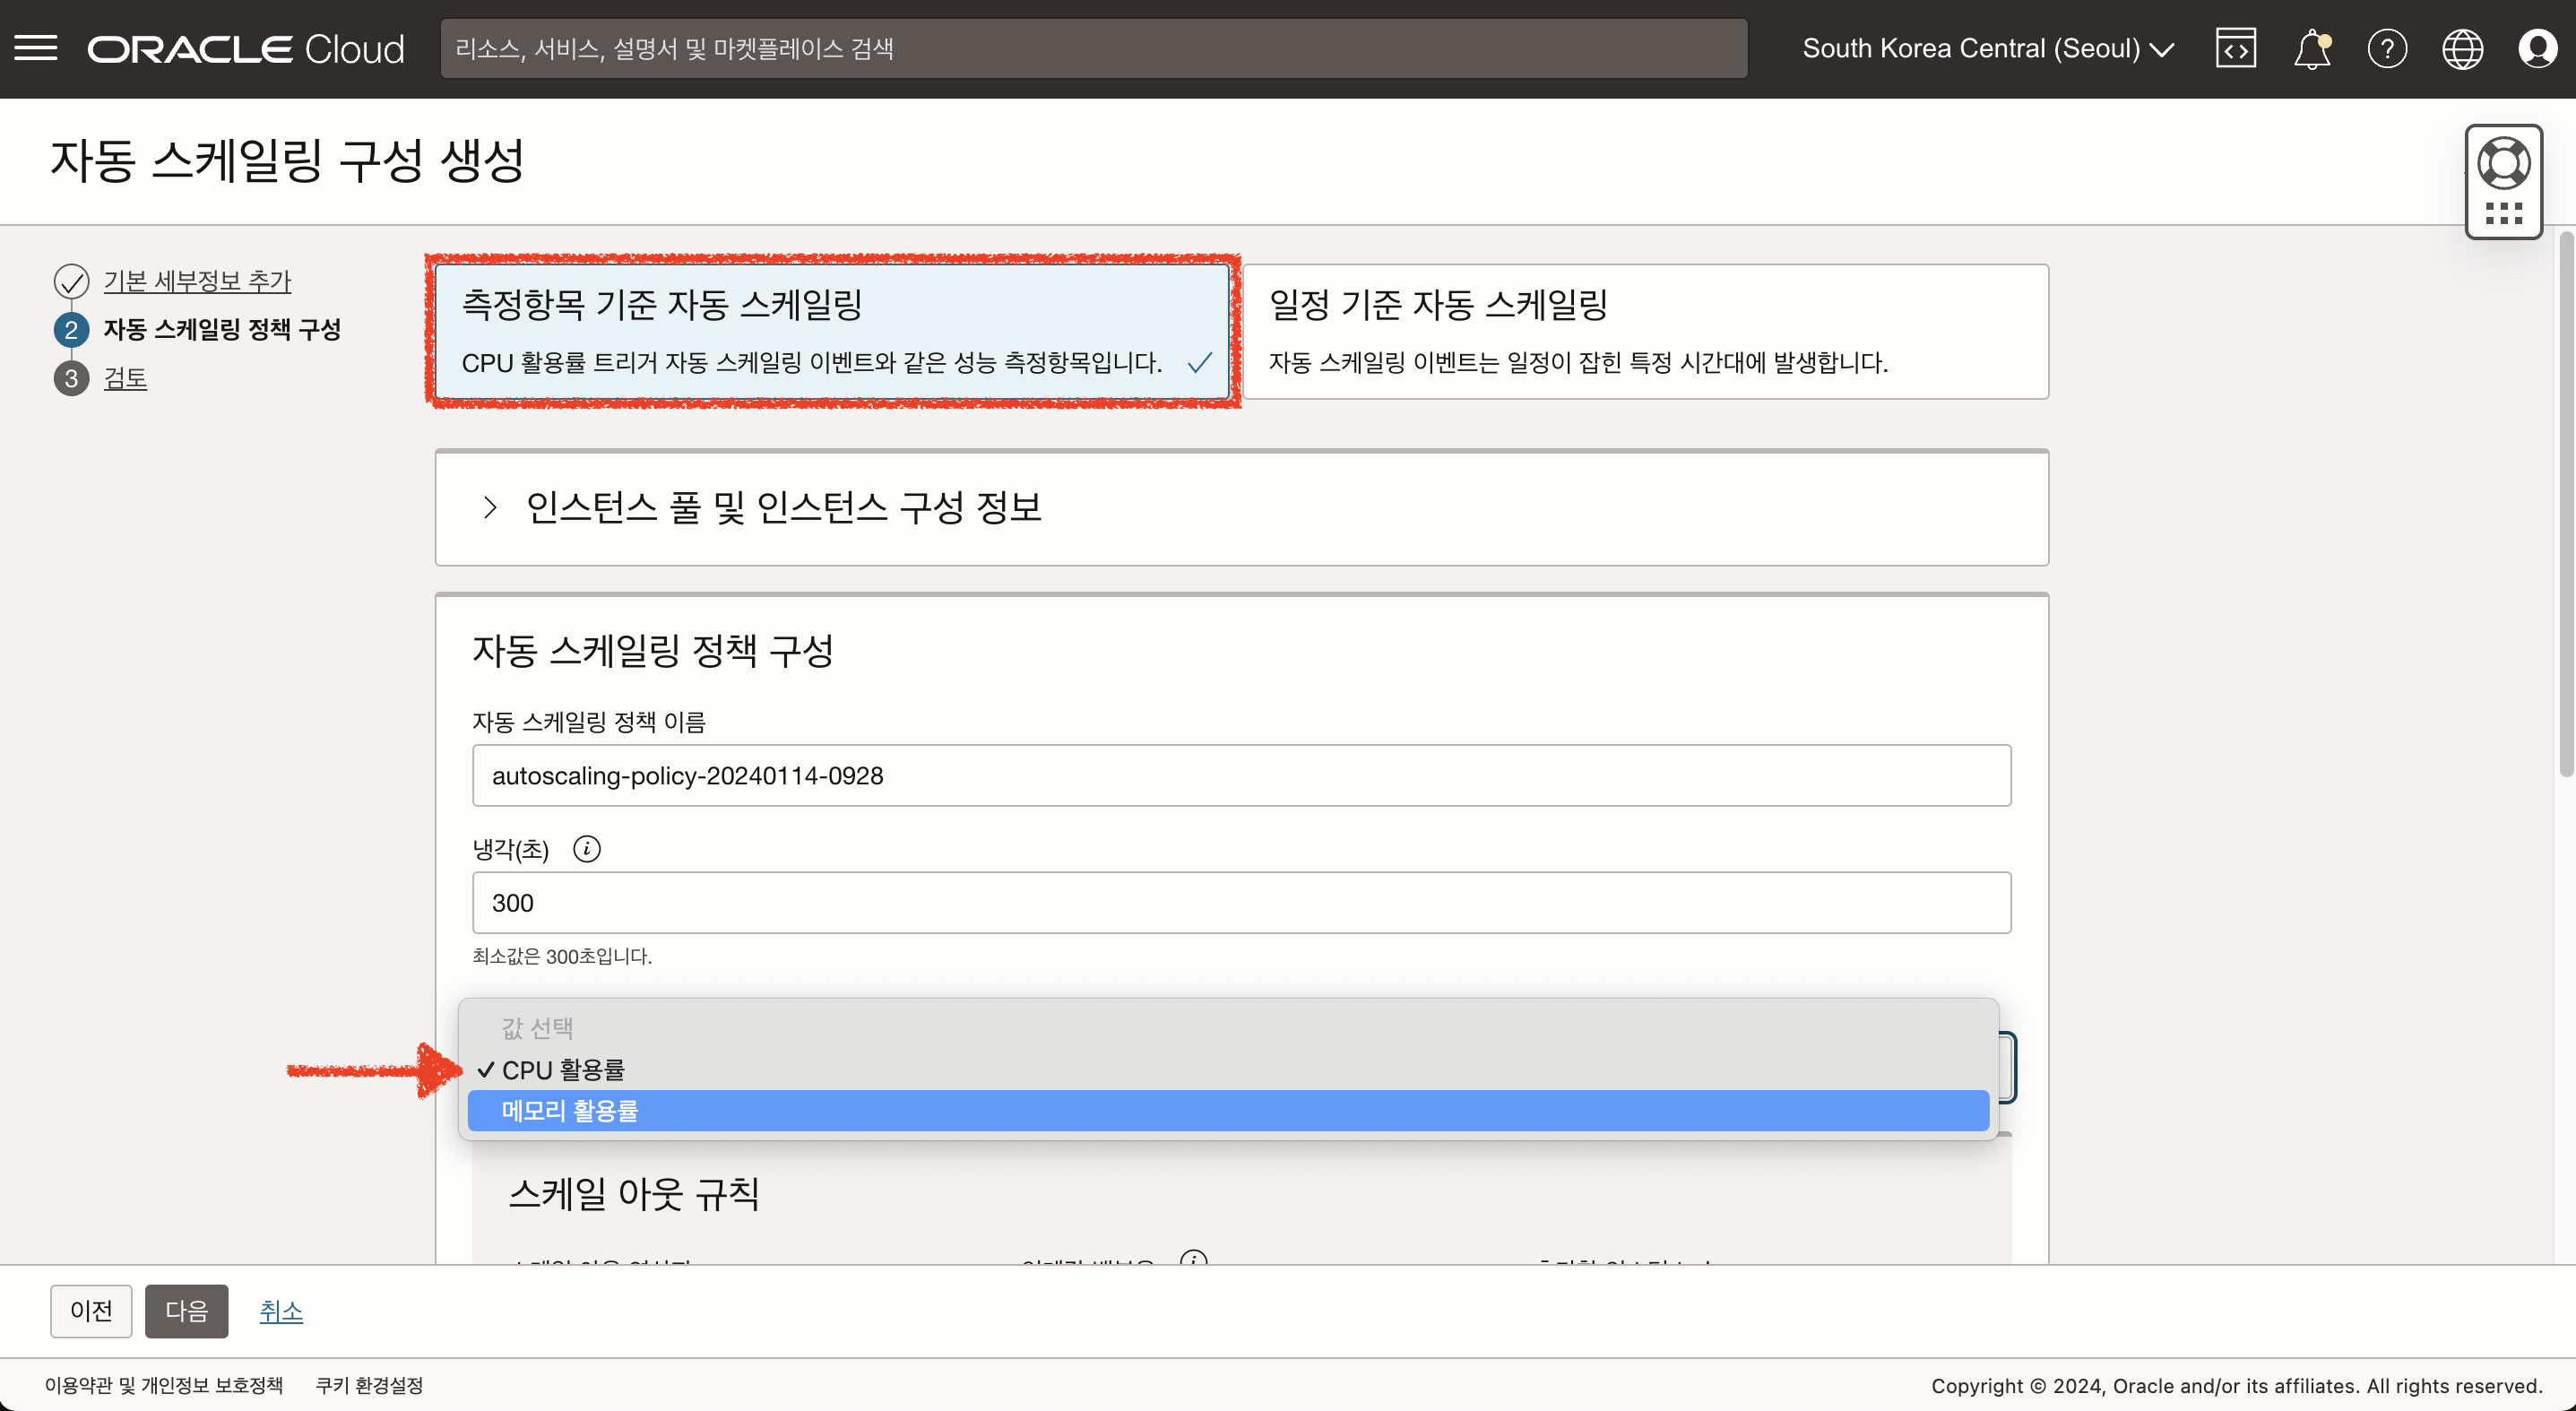 ORACLE Cloud
리소스, 서비스, 설명서 및 마켓플레이스 검색
South Korea Central (Seoul)
자동 스케일링 구성 생성
기본 세부정보 추가
2 자동 스케일링 정책 구성
3 검토
측정항목 기준 자동 스케일링
CPU 활용률 트리거 자동 스케일링 이벤트와 같은 성능 측정항목입니다.
일정 기준 자동 스케일링
자동 스케일링 이벤트는 일정이 잡힌 특정 시간대에 발생합니다.
인스턴스 풀 및 인스턴스 구성 정보
자동 스케일링 정책 구성
자동 스케일링 정책 이름
autoscaling-policy-20240114-0928
냉각(초)
300
최소값은 300초입니다.
값 선택
✓ CPU 활용률
메모리 활용률
스케일 아웃 규칙
이전 다음 취소
이용약관 및 개인정보 보호정책 쿠키 환경설정
Copyright © 2024, Oracle and/or its affiliates. All rights reserved.